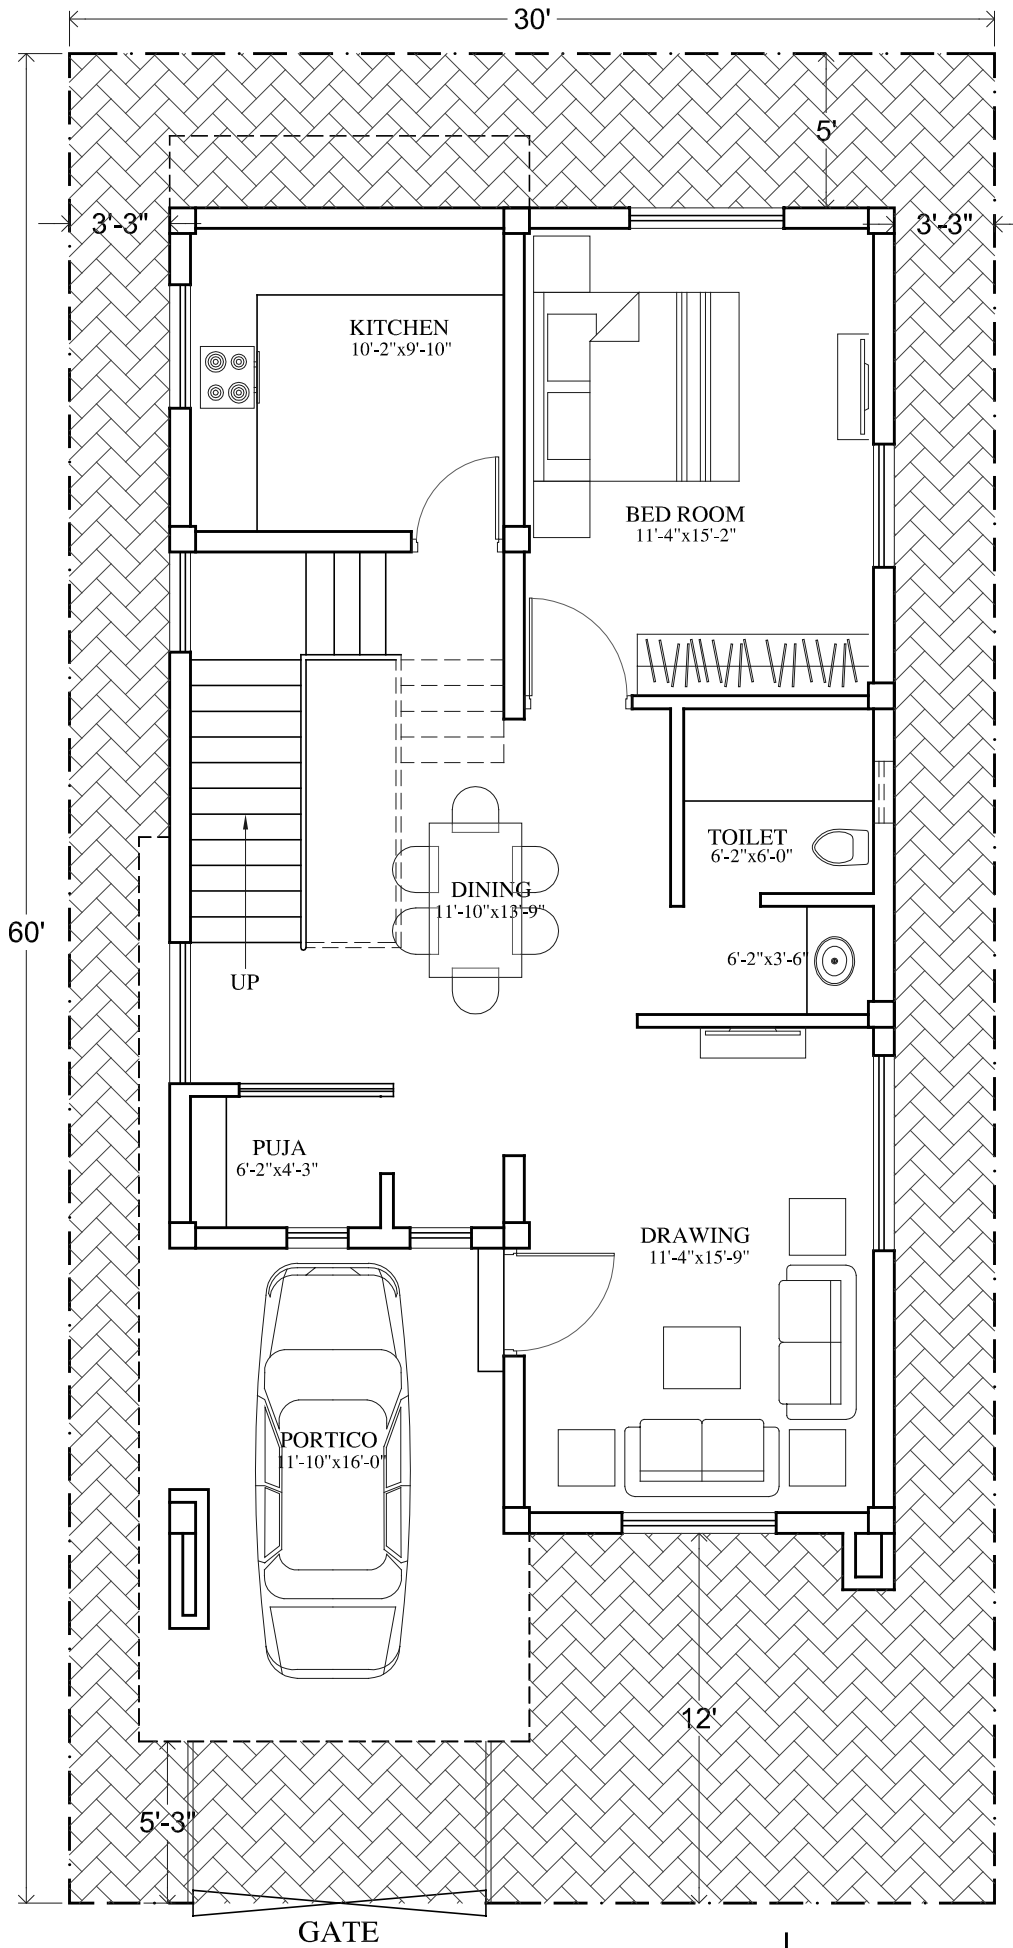 30'
5'
3'-3"
3'-3"
KITCHEN
10'-2"x9'-10"
BED ROOM
11'-4"x15'-2"
TOILET
6'-2"x6'-0"
DINING
11'-10"x13'-9"
60'
6'-2"x3'-6"
UP
PUJA
6'-2"x4'-3"
DRAWING
11'-4"x15'-9"
PORTICO
11'-10"x16'-0"
12'
5'-3"
GATE